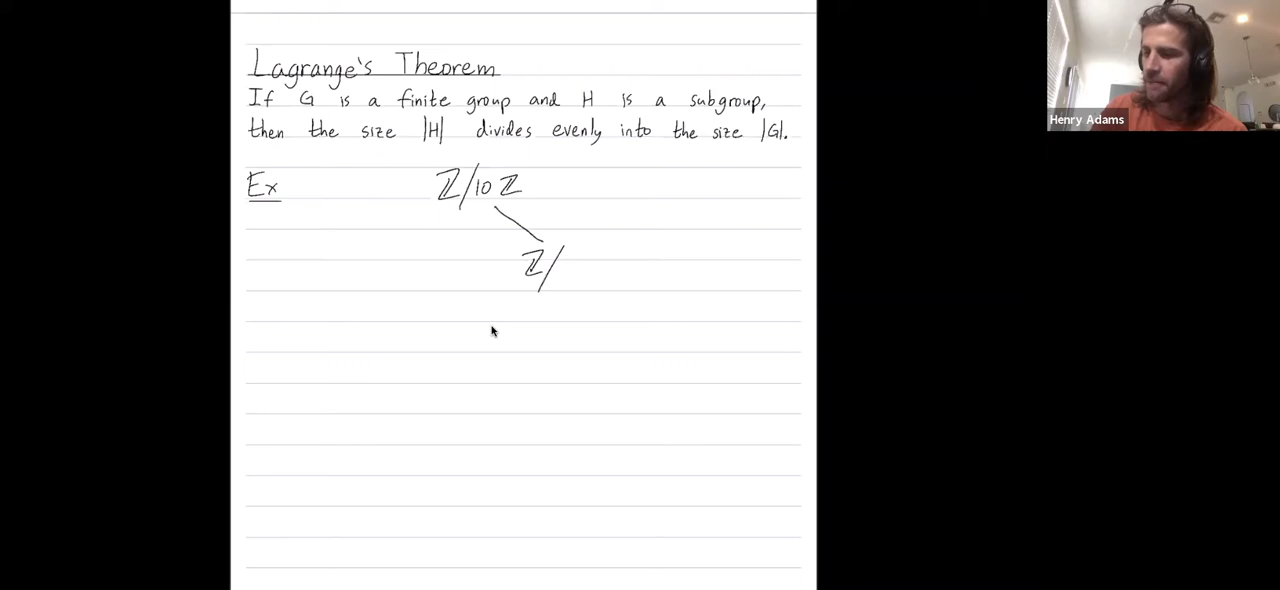 Lagrange's Theorem
If G is a finite group and H is a subgroup,
then the size |H| divides evenly into the size |G|.
Ex ℤ/10ℤ
ℤ/
Henry Adams